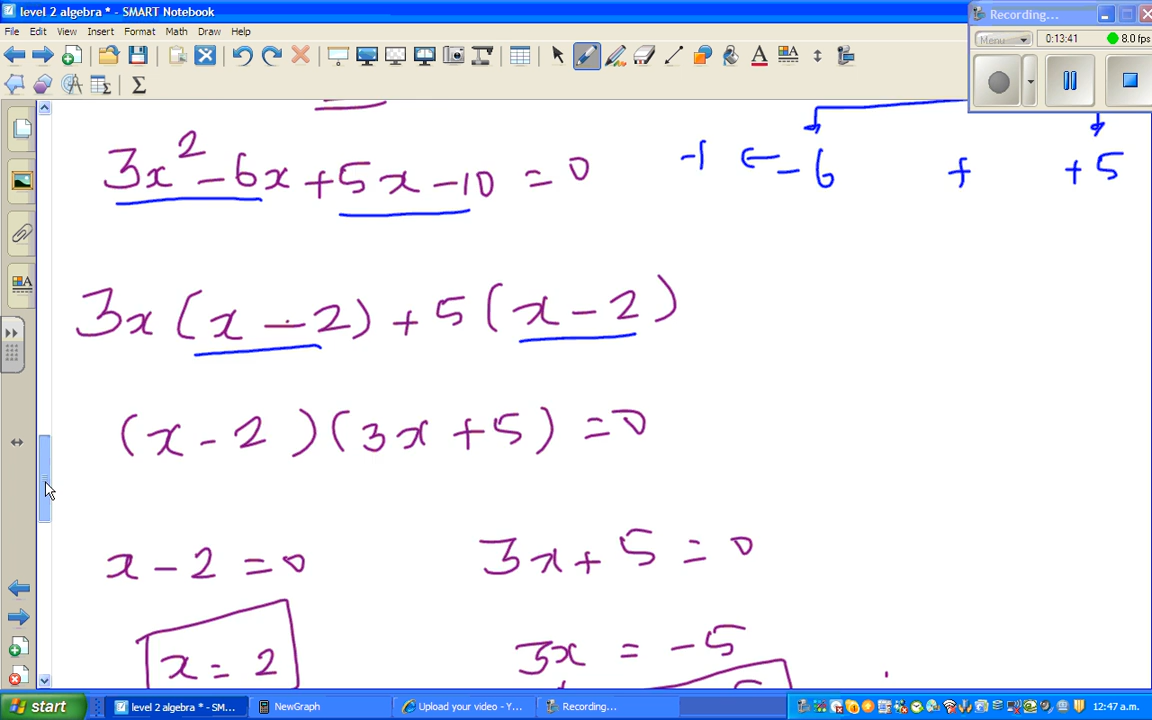 level 2 algebra * - SMART Notebook
Recording...
File Edit View Insert Format Math Draw Help
Menu 0:13:41 8.0 fps
3x² - 6x + 5x - 10 = 0
-1 ← - 6 + + 5
3x (x - 2) + 5 (x - 2)
(x - 2) (3x + 5) = 0
x - 2 = 0 3x + 5 = 0
x = 2 3x = - 5
start level 2 algebra * - SM... NewGraph Upload your video - Y... Recording... 12:47 a.m.